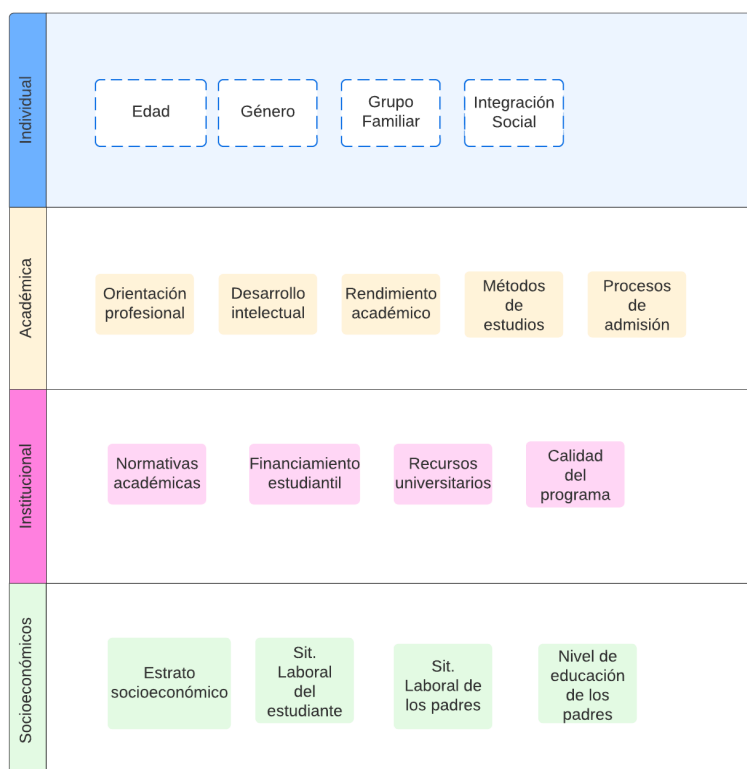 Individual
Edad
Género
Grupo
Familiar
Integración
Social
Académica
Orientación
profesional
Desarrollo
intelectual
Rendimiento
académico
Métodos
de
estudios
Procesos
de
admisión
Institucional
Normativas
académicas
Financiamiento
estudiantil
Recursos
universitarios
Calidad
del
programa
Socioeconómicos
Estrato
socioeconómico
Sit.
Laboral
del
estudiante
Sit.
Laboral de
los padres
Nivel de
educación
de los
padres